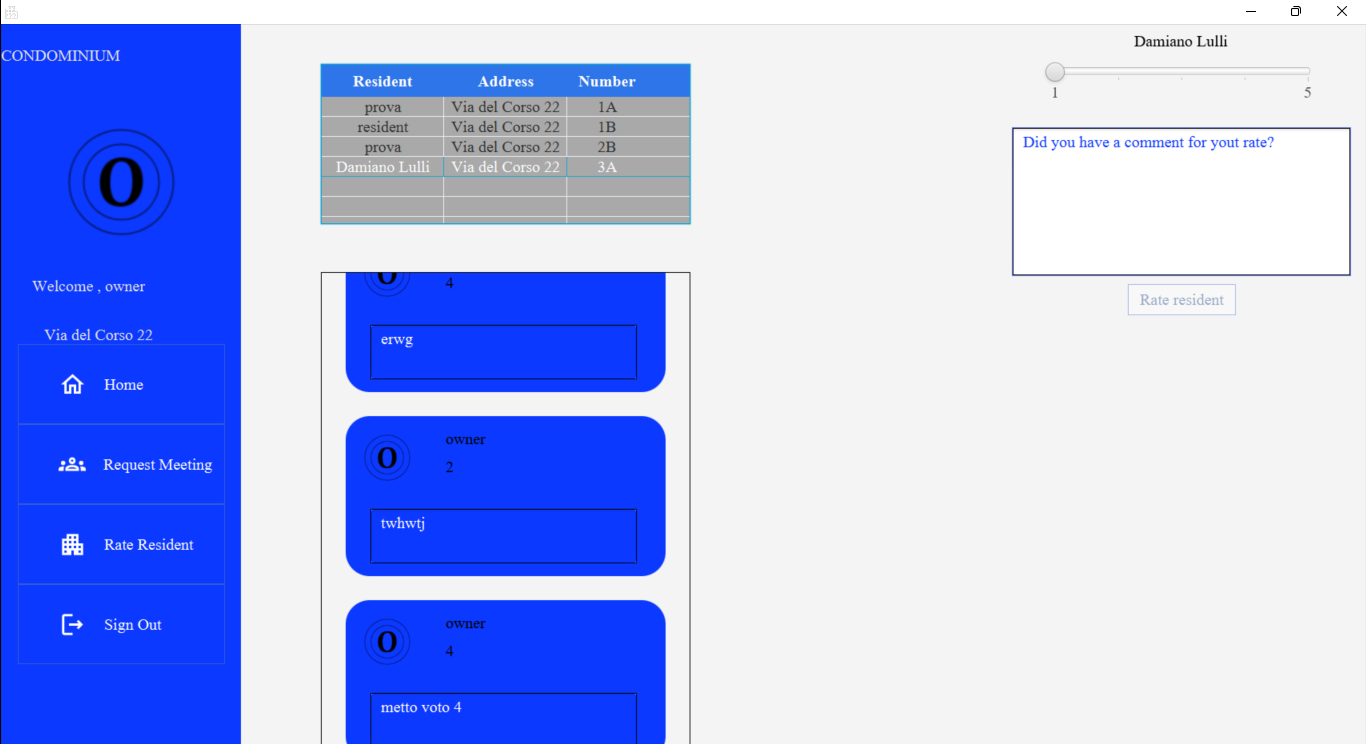 CONDOMINIUM
O
Welcome , owner
Via del Corso 22
Home
Request Meeting
Rate Resident
Sign Out
Resident Address Number
prova Via del Corso 22 1A
resident Via del Corso 22 1B
prova Via del Corso 22 2B
Damiano Lulli Via del Corso 22 3A
O
4
erwg
owner
O
2
twhwtj
owner
O
4
metto voto 4
Damiano Lulli
1 5
Did you have a comment for yout rate?
Rate resident